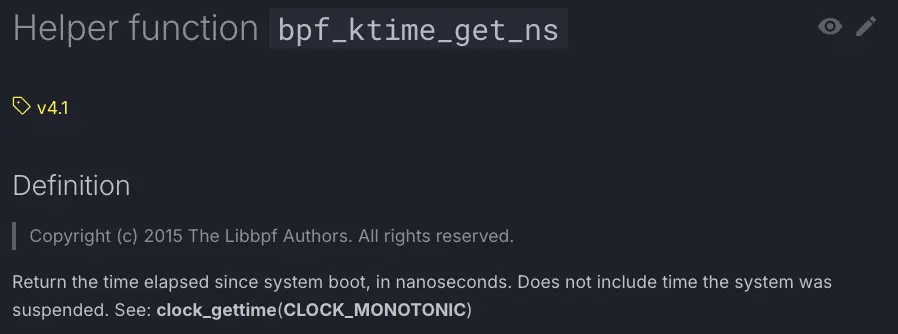 Helper function bpf_ktime_get_ns
v4.1
Definition
Copyright (c) 2015 The Libbpf Authors. All rights reserved.
Return the time elapsed since system boot, in nanoseconds. Does not include time the system was
suspended. See: clock_gettime(CLOCK_MONOTONIC)